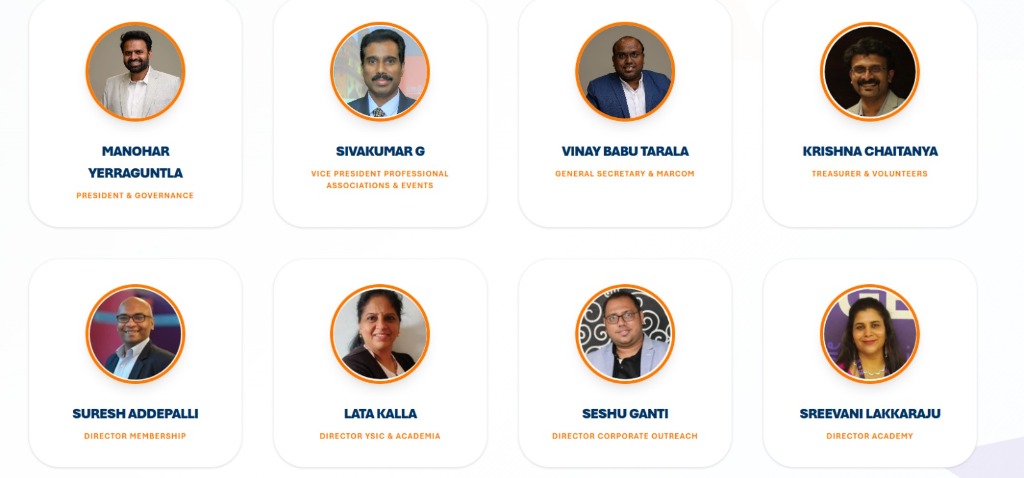 MANOHAR
YERRAGUNTLA
PRESIDENT & GOVERNANCE
SIVAKUMAR G
VICE PRESIDENT PROFESSIONAL
ASSOCIATIONS & EVENTS
VINAY BABU TARALA
GENERAL SECRETARY & MARCOM
KRISHNA CHAITANYA
TREASURER & VOLUNTEERS
SURESH ADDEPALLI
DIRECTOR MEMBERSHIP
LATA KALLA
DIRECTOR YSIC & ACADEMIA
SESHU GANTI
DIRECTOR CORPORATE OUTREACH
SREEVANI LAKKARAJU
DIRECTOR ACADEMY